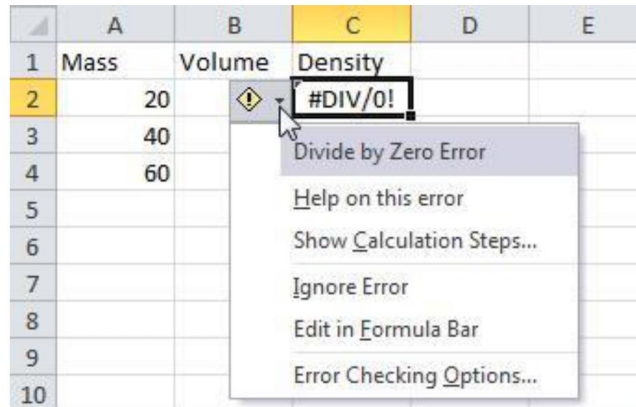 A B C D E
1 Mass Volume Density
2 20 #DIV/0!
3 40
4 60
5
6
7
8
9
10
Divide by Zero Error
Help on this error
Show Calculation Steps...
Ignore Error
Edit in Formula Bar
Error Checking Options...